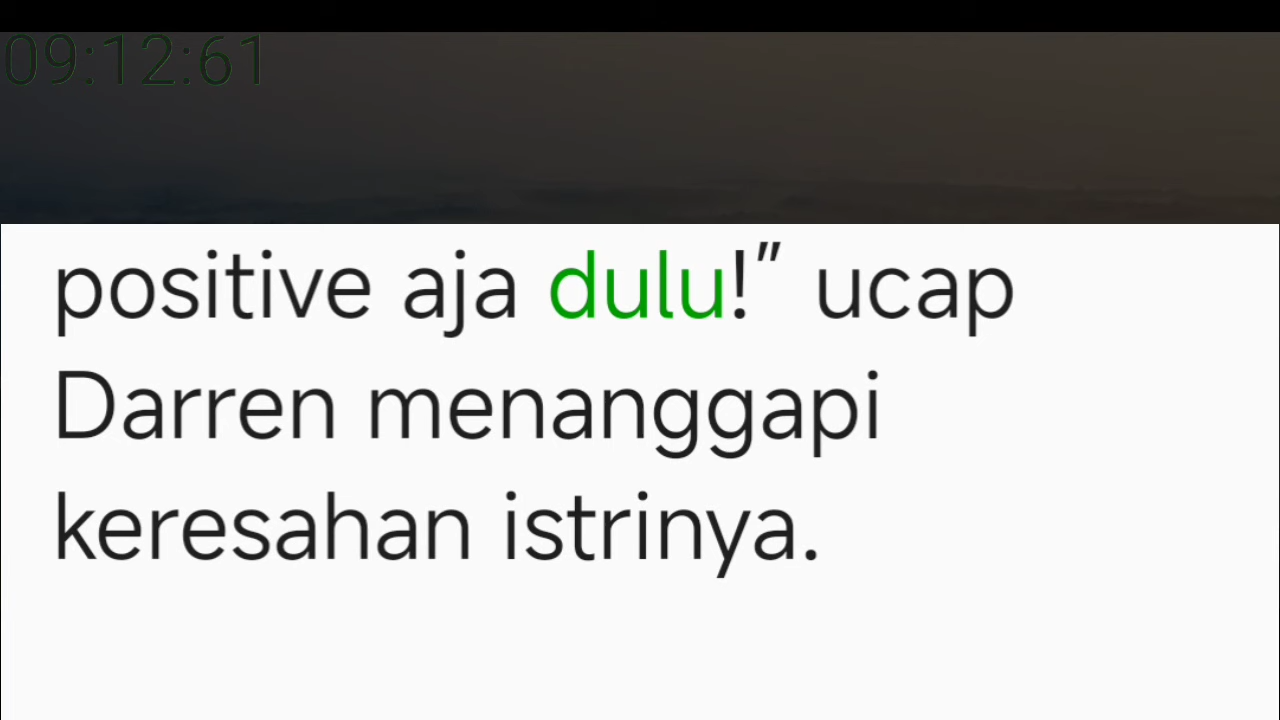 09:12:61
positive aja dulu!” ucap
Darren menanggapi
keresahan istrinya.